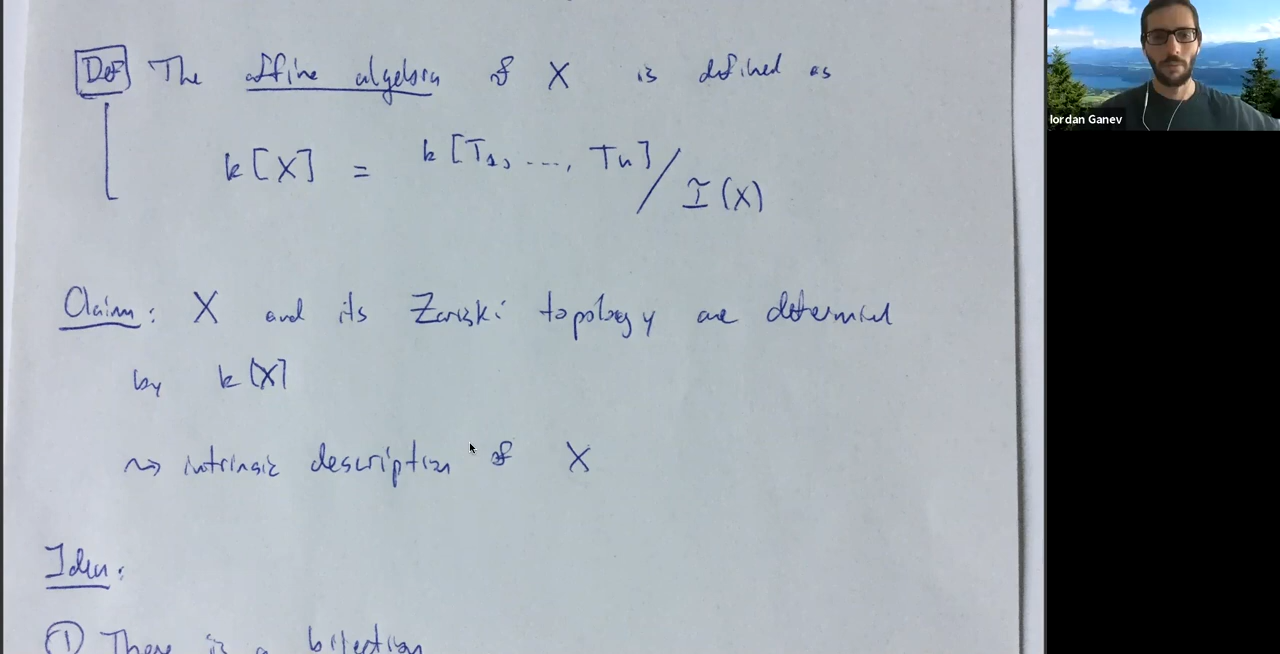 Def The affine algebra of X is defined as
k[X] = k[T1, ..., Tn] / I(X)
Claim: X and its Zariski topology are determined
by k[X]
⇝ intrinsic description of X
Idea:
① There is a bijection
Iordan Ganev